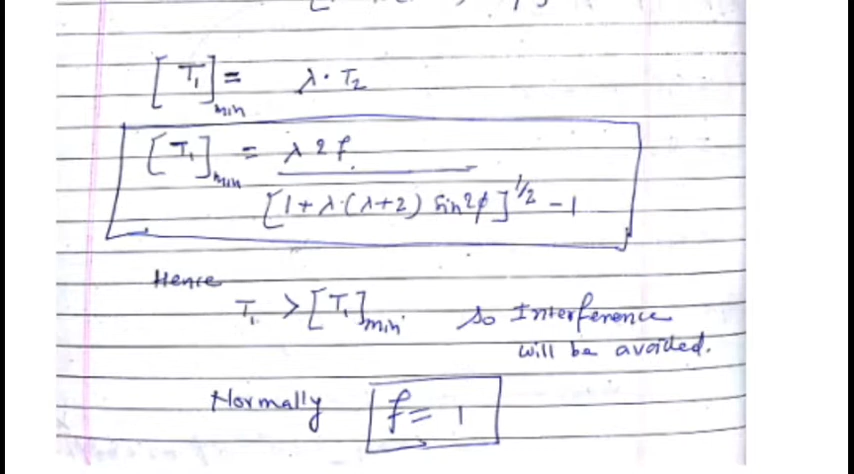 [T₁]min = λ · T₂
[T₁]min = λ 2 f
[1 + λ · (λ+2) Sin2φ]^1/2 - 1
Hence
T₁ > [T₁]min so Interference
will be avoided.
Normally f = 1